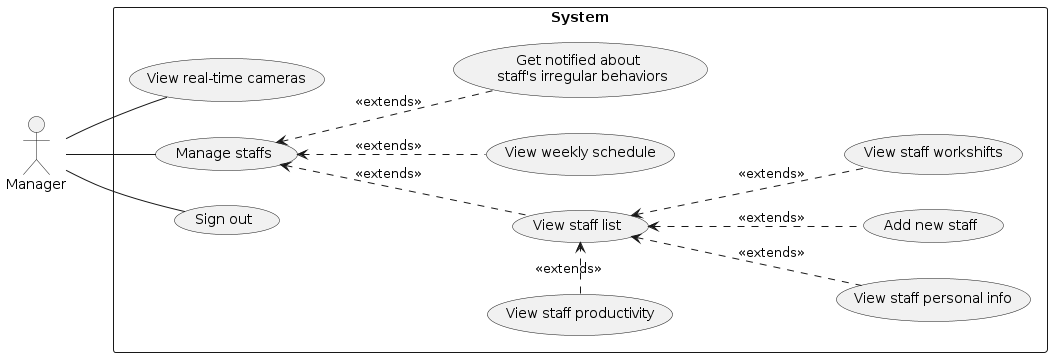 System
Get notified about
staff's irregular behaviors
View real-time cameras
«extends»
Manager
Manage staffs
«extends»
View weekly schedule
View staff workshifts
«extends»
«extends»
Sign out
View staff list
«extends»
Add new staff
«extends»
«extends»
View staff personal info
View staff productivity